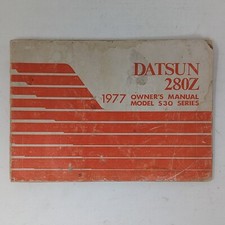 DATSUN
280Z
1977 OWNER'S MANUAL
MODEL S30 SERIES